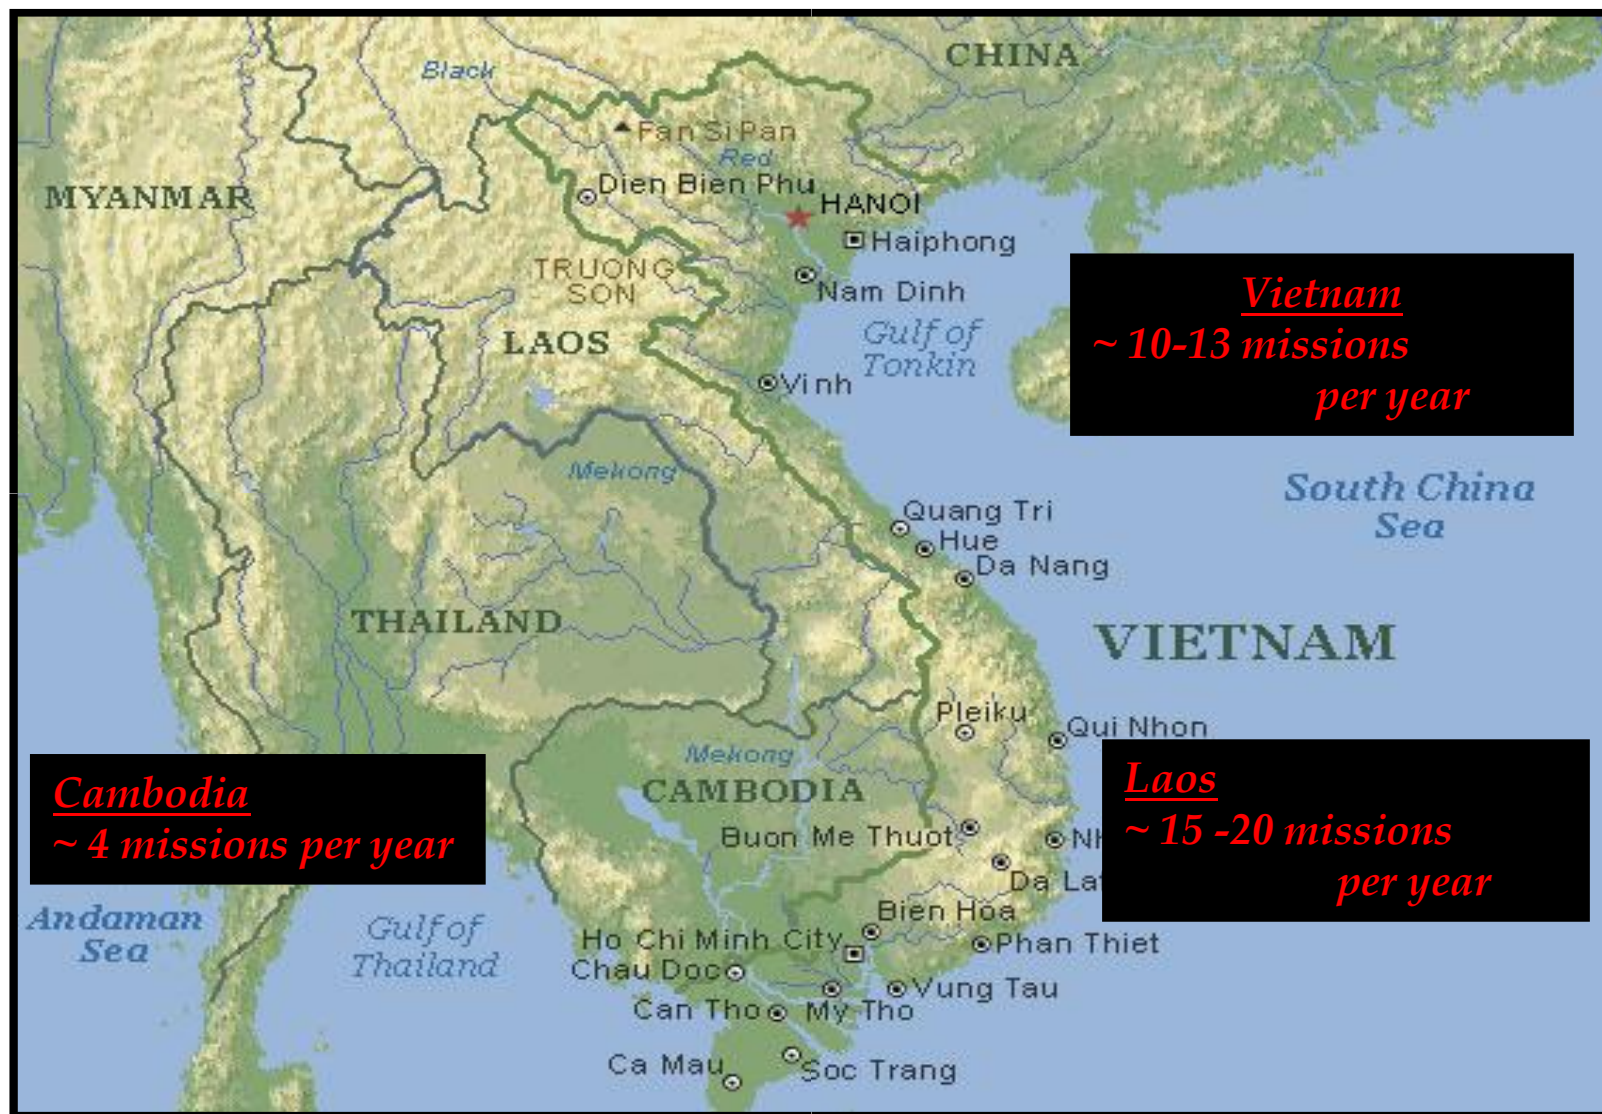 CHINA
Black
Fan Si Pan
Red
MYANMAR
Dien Bien Phu
HANOI
Haiphong
TRUONG
SON
Nam Dinh
Vietnam
~ 10-13 missions
per year
LAOS
Gulf of
Tonkin
Vinh
Mekong
South China
Sea
Quang Tri
Hue
Da Nang
THAILAND
VIETNAM
Pleiku
Qui Nhon
Mekong
CAMBODIA
Cambodia
~ 4 missions per year
Laos
~ 15 -20 missions
per year
Buon Me Thuot
Andaman
Sea
Gulf of
Thailand
Bien Hoa
Ho Chi Minh City
Phan Thiet
Chau Doc
Vung Tau
Can Tho
My Tho
Ca Mau
Soc Trang